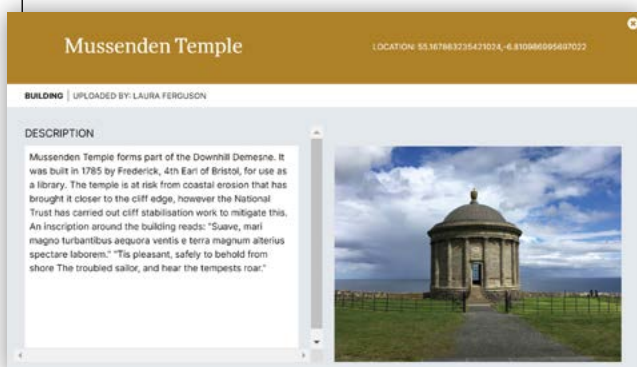 Mussenden Temple
LOCATION: 55.167863235421024,-6.810986995697022
BUILDING | UPLOADED BY: LAURA FERGUSON
DESCRIPTION
Mussenden Temple forms part of the Downhill Demesne. It
was built in 1785 by Frederick, 4th Earl of Bristol, for use as
a library. The temple is at risk from coastal erosion that has
brought it closer to the cliff edge, however the National
Trust has carried out cliff stabilisation work to mitigate this.
An inscription around the building reads: "Suave, mari
magno turbantibus aequora ventis e terra magnum alterius
spectare laborem." "Tis pleasant, safely to behold from
shore The troubled sailor, and hear the tempests roar."